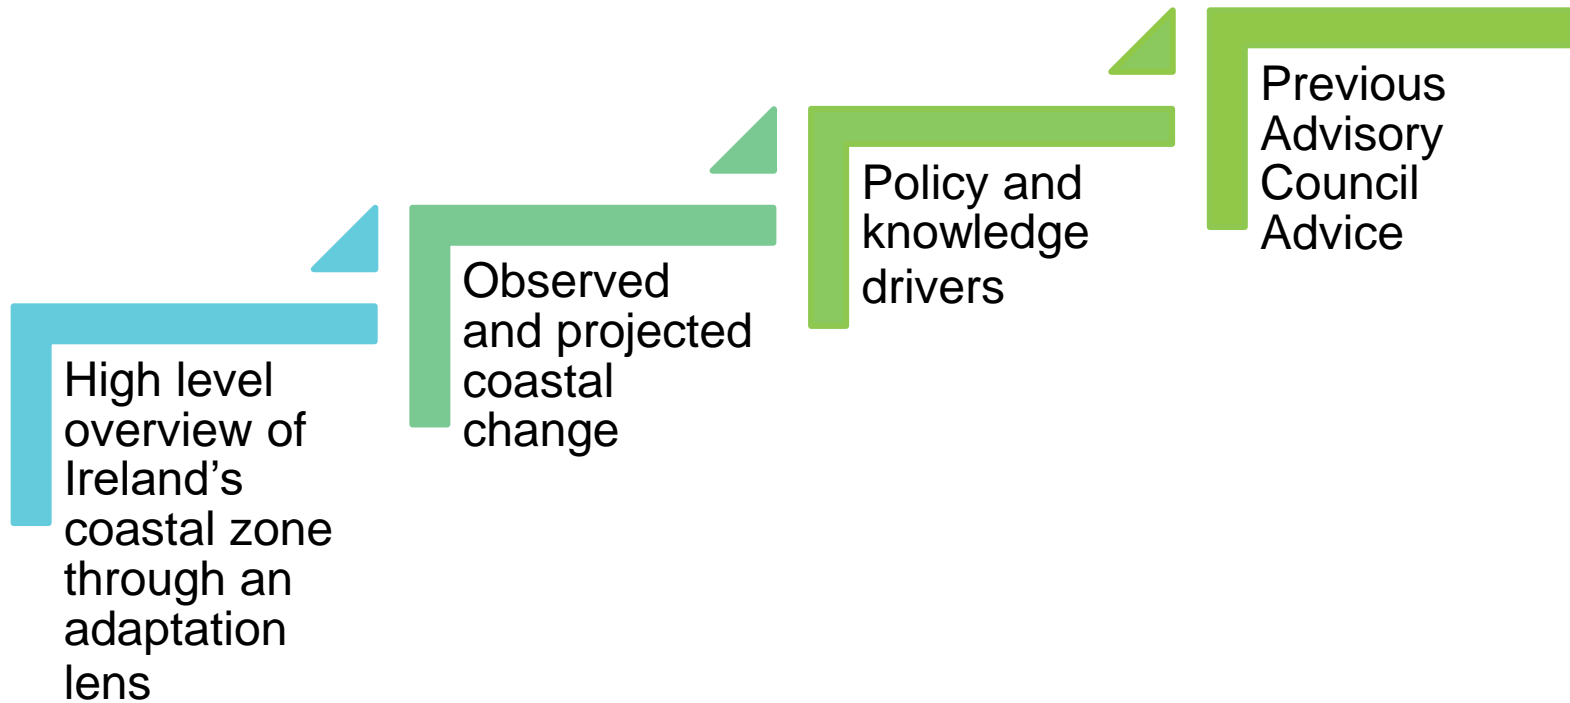 High level
overview of
Ireland’s
coastal zone
through an
adaptation
lens
Observed
and projected
coastal
change
Policy and
knowledge
drivers
Previous
Advisory
Council
Advice